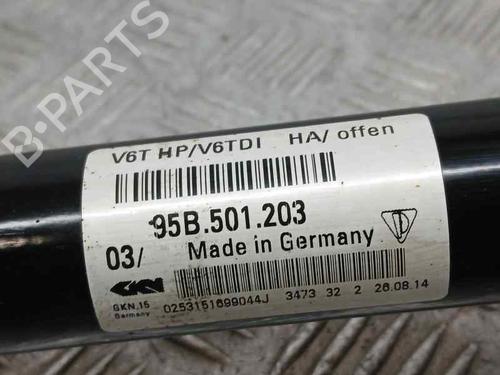 B-PARTS
V6T HP/V6TDI HA/ offen
95B.501.203
03/ Made in Germany
GKN
GKN.15
Germany
0253151699044J 3473 32 2 26.08.14